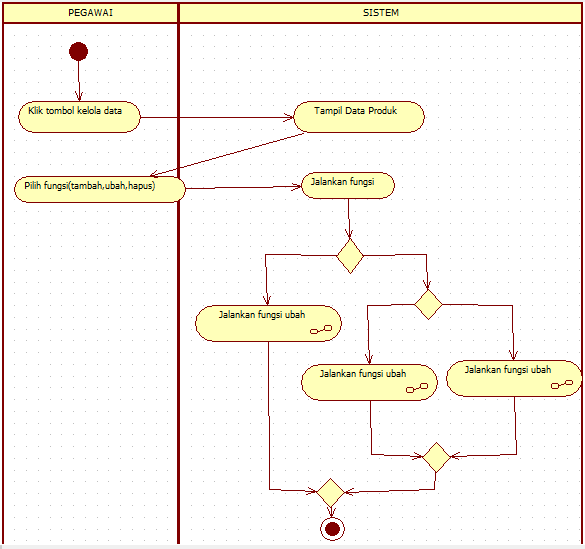 PEGAWAI
SISTEM
Klik tombol kelola data
Tampil Data Produk
Pilih fungsi(tambah,ubah,hapus)
Jalankan fungsi
Jalankan fungsi ubah
Jalankan fungsi ubah
Jalankan fungsi ubah